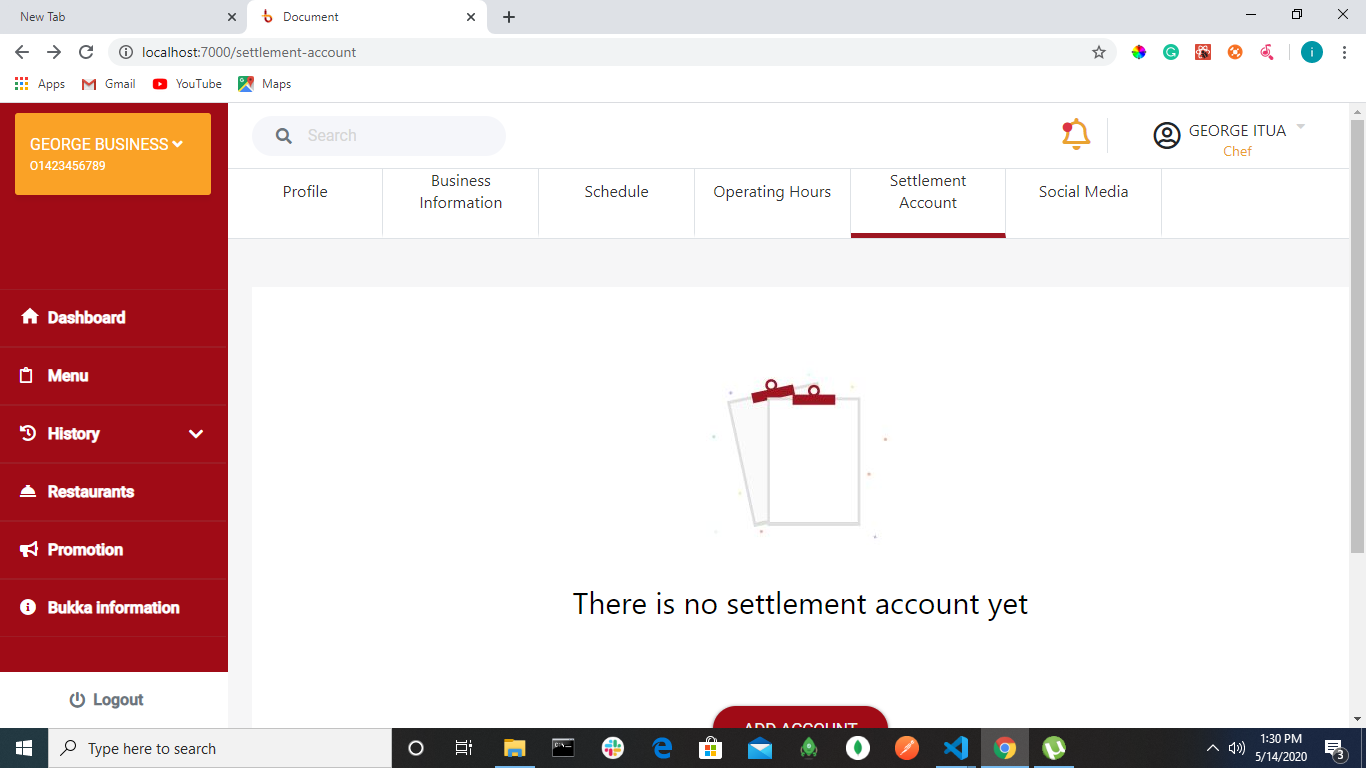 New Tab
Document
localhost:7000/settlement-account
Apps
Gmail
YouTube
Maps
GEORGE BUSINESS
O1423456789
Search
GEORGE ITUA
Chef
Profile
Business
Information
Schedule
Operating Hours
Settlement
Account
Social Media
Dashboard
Menu
History
Restaurants
Promotion
Bukka information
Logout
There is no settlement account yet
ADD ACCOUNT
Type here to search
1:30 PM
5/14/2020
3
i